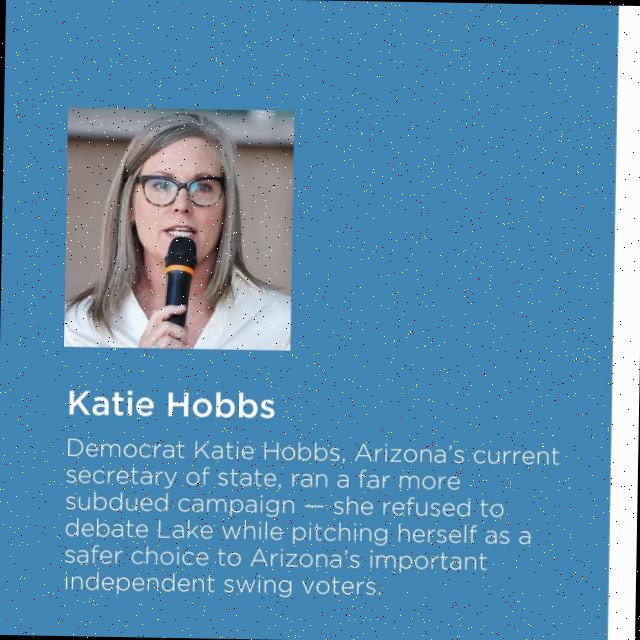 Katie Hobbs
Democrat Katie Hobbs, Arizona's current
secretary of state, ran a far more
subdued campaign — she refused to
debate Lake while pitching herself as a
safer choice to Arizona's important
independent swing voters.